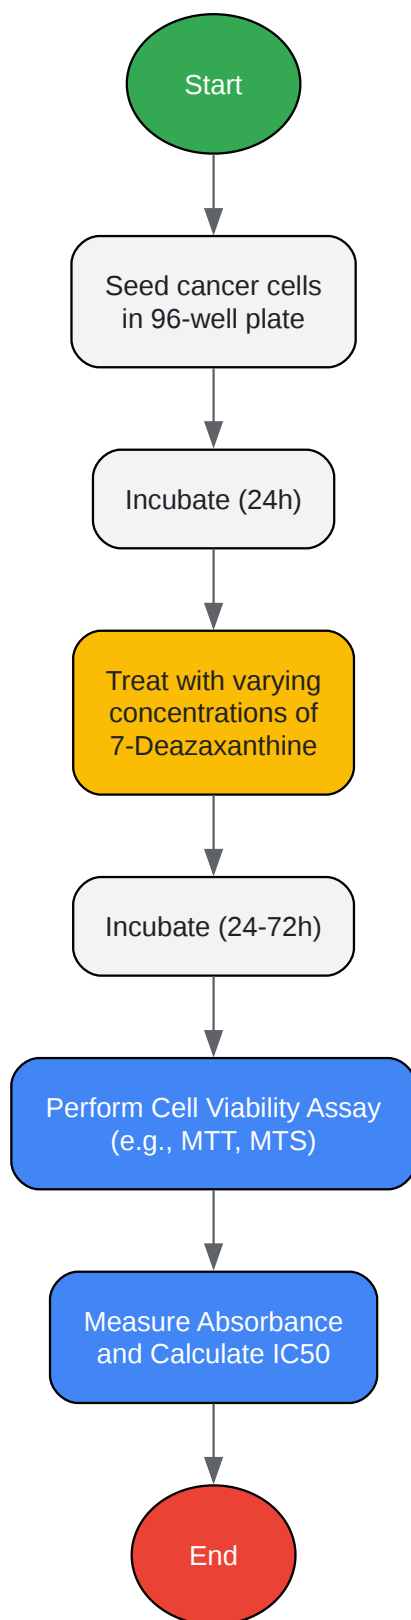 Start
Seed cancer cells
in 96-well plate
Incubate (24h)
Treat with varying
concentrations of
7-Deazaxanthine
Incubate (24-72h)
Perform Cell Viability Assay
(e.g., MTT, MTS)
Measure Absorbance
and Calculate IC50
End